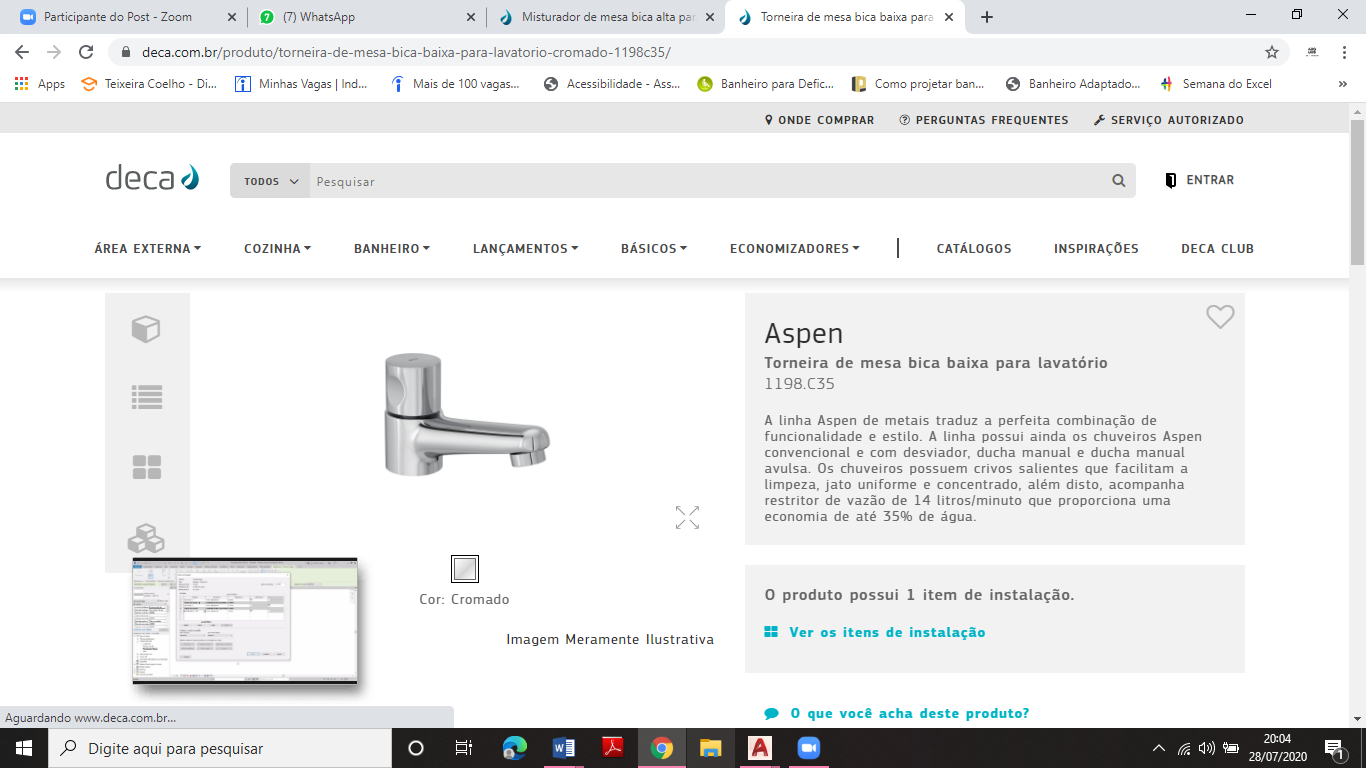 Participante do Post - Zoom
(7) WhatsApp
Misturador de mesa bica alta par
Torneira de mesa bica baixa para
deca.com.br/produto/torneira-de-mesa-bica-baixa-para-lavatorio-cromado-1198c35/
Apps
Teixeira Coelho - Di...
Minhas Vagas | Ind...
Mais de 100 vagas...
Acessibilidade - Ass...
Banheiro para Defic...
Como projetar ban...
Banheiro Adaptado...
Semana do Excel
ONDE COMPRAR
PERGUNTAS FREQUENTES
SERVIÇO AUTORIZADO
deca
TODOS
Pesquisar
ENTRAR
ÁREA EXTERNA
COZINHA
BANHEIRO
LANÇAMENTOS
BÁSICOS
ECONOMIZADORES
CATÁLOGOS
INSPIRAÇÕES
DECA CLUB
Aspen
Torneira de mesa bica baixa para lavatório
1198.C35
A linha Aspen de metais traduz a perfeita combinação de
funcionalidade e estilo. A linha possui ainda os chuveiros Aspen
convencional e com desviador, ducha manual e ducha manual
avulsa. Os chuveiros possuem crivos salientes que facilitam a
limpeza, jato uniforme e concentrado, além disto, acompanha
restritor de vazão de 14 litros/minuto que proporciona uma
economia de até 35% de água.
Cor: Cromado
Imagem Meramente Ilustrativa
O produto possui 1 item de instalação.
Ver os itens de instalação
O que você acha deste produto?
Aguardando www.deca.com.br...
Digite aqui para pesquisar
20:04
28/07/2020
1